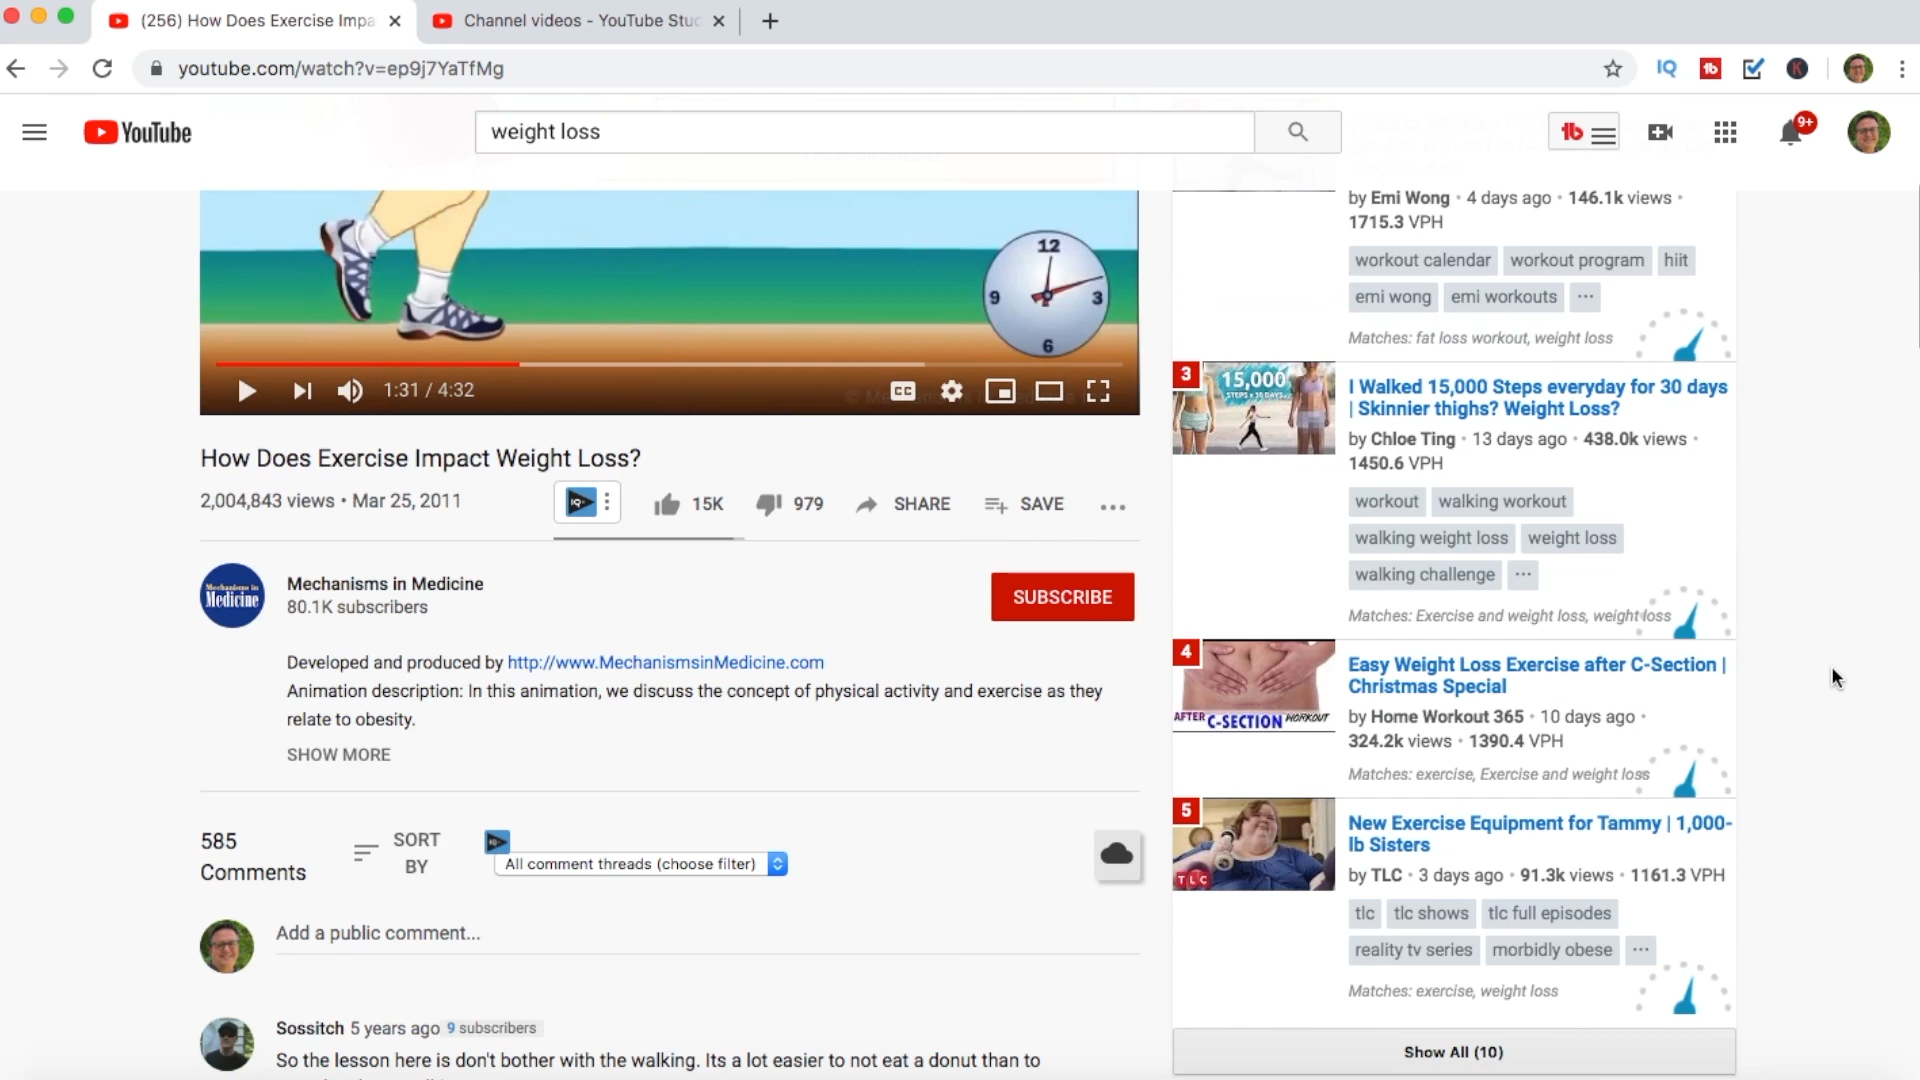 (256) How Does Exercise Impa
Channel videos - YouTube Stu
youtube.com/watch?v=ep9j7YaTfMg
IQ
tb
K
YouTube
weight loss
tb
9+
12
9
3
6
1:31 / 4:32
CC
How Does Exercise Impact Weight Loss?
2,004,843 views • Mar 25, 2011
IQ
15K
979
SHARE
SAVE
Mechanisms in
Medicine
Mechanisms in Medicine
80.1K subscribers
SUBSCRIBE
Developed and produced by http://www.MechanismsinMedicine.com
Animation description: In this animation, we discuss the concept of physical activity and exercise as they
relate to obesity.
SHOW MORE
585
Comments
SORT
BY
All comment threads (choose filter)
Add a public comment...
Sossitch 5 years ago 9 subscribers
So the lesson here is don't bother with the walking. Its a lot easier to not eat a donut than to
by Emi Wong • 4 days ago • 146.1k views •
1715.3 VPH
workout calendar workout program hiit
emi wong emi workouts ...
Matches: fat loss workout, weight loss
3
15,000
STEPS x 30 DAYS
I Walked 15,000 Steps everyday for 30 days
| Skinnier thighs? Weight Loss?
by Chloe Ting • 13 days ago • 438.0k views •
1450.6 VPH
workout walking workout
walking weight loss weight loss
walking challenge ...
Matches: Exercise and weight loss, weight loss
4
AFTER C-SECTION WORKOUT
Easy Weight Loss Exercise after C-Section |
Christmas Special
by Home Workout 365 • 10 days ago •
324.2k views • 1390.4 VPH
Matches: exercise, Exercise and weight loss
5
TLC
New Exercise Equipment for Tammy | 1,000-
lb Sisters
by TLC • 3 days ago • 91.3k views • 1161.3 VPH
tlc tlc shows tlc full episodes
reality tv series morbidly obese ...
Matches: exercise, weight loss
Show All (10)